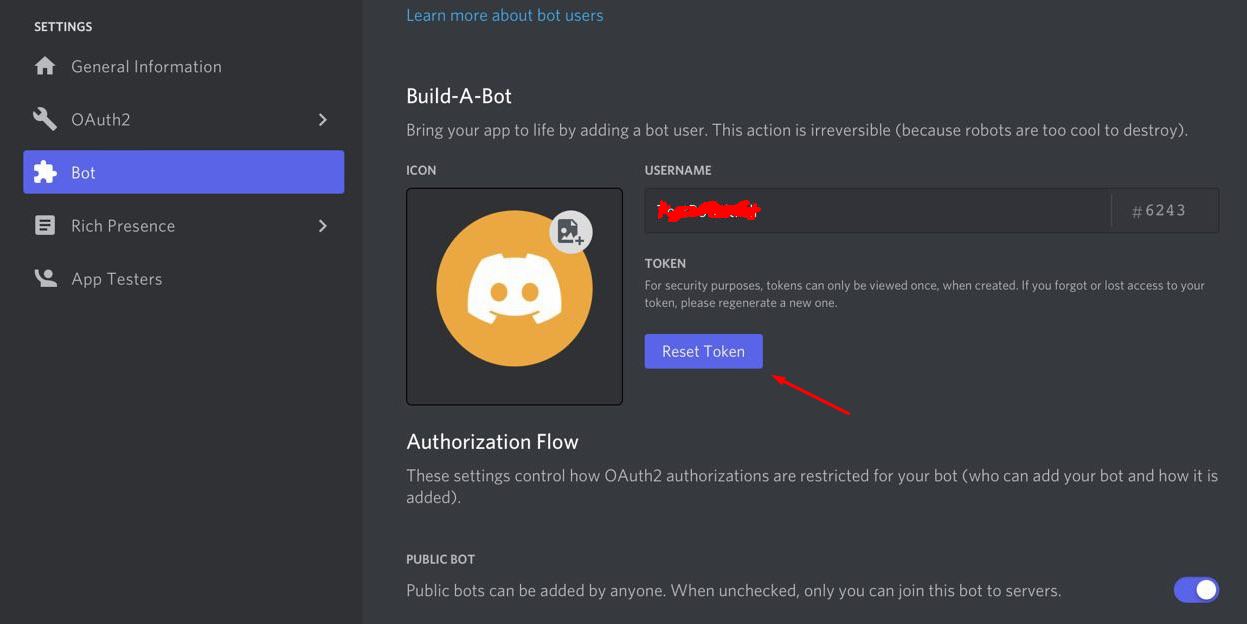 SETTINGS
General Information
OAuth2
Bot
Rich Presence
App Testers
Learn more about bot users
Build-A-Bot
Bring your app to life by adding a bot user. This action is irreversible (because robots are too cool to destroy).
ICON
USERNAME
#6243
TOKEN
For security purposes, tokens can only be viewed once, when created. If you forgot or lost access to your
token, please regenerate a new one.
Reset Token
Authorization Flow
These settings control how OAuth2 authorizations are restricted for your bot (who can add your bot and how it is
added).
PUBLIC BOT
Public bots can be added by anyone. When unchecked, only you can join this bot to servers.